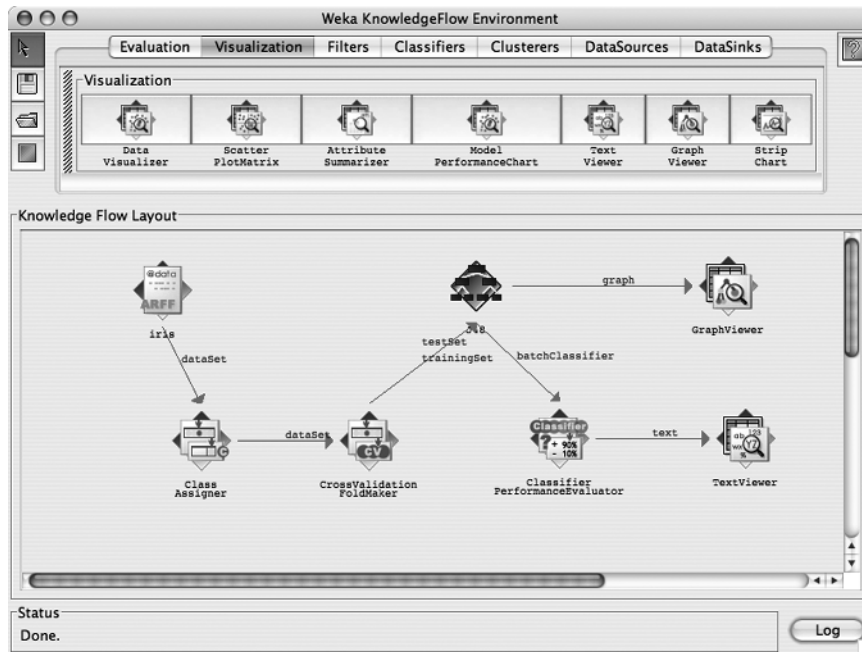 Weka KnowledgeFlow Environment
Evaluation Visualization Filters Classifiers Clusterers DataSources DataSinks
Visualization
Data Visualizer
Scatter PlotMatrix
Attribute Summarizer
Model PerformanceChart
Text Viewer
Graph Viewer
Strip Chart
Knowledge Flow Layout
@data
ARFF
iris
dataSet
graph
GraphViewer
testSet
trainingSet
batchClassifier
C
Class
Assigner
dataSet
CV
CrossValidation
FoldMaker
Classifier
? + 90%
- 10%
Classifier
PerformanceEvaluator
text
TextViewer
Status
Done.
Log